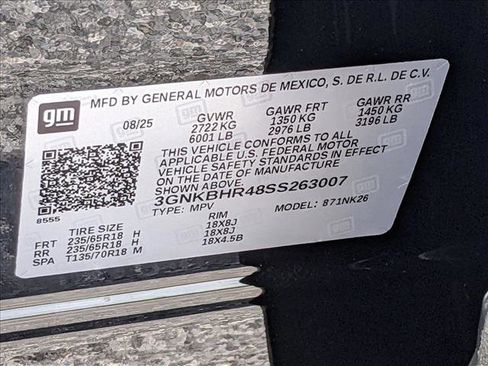 gm
MFD BY GENERAL MOTORS DE MEXICO, S. DE R.L. DE C.V.
08/25 GVWR GAWR FRT GAWR RR
2722 KG 1350 KG 1450 KG
6001 LB 2976 LB 3196 LB
THIS VEHICLE CONFORMS TO ALL
APPLICABLE U.S. FEDERAL MOTOR
VEHICLE SAFETY STANDARDS IN EFFECT
ON THE DATE OF MANUFACTURE
SHOWN ABOVE.
3GNKBHR48SS263007
TYPE: MPV MODEL: 871NK26
8555
TIRE SIZE RIM
FRT 235/65R18 H 18X8J
RR 235/65R18 H 18X8J
SPA T135/70R18 M 18X4.5B